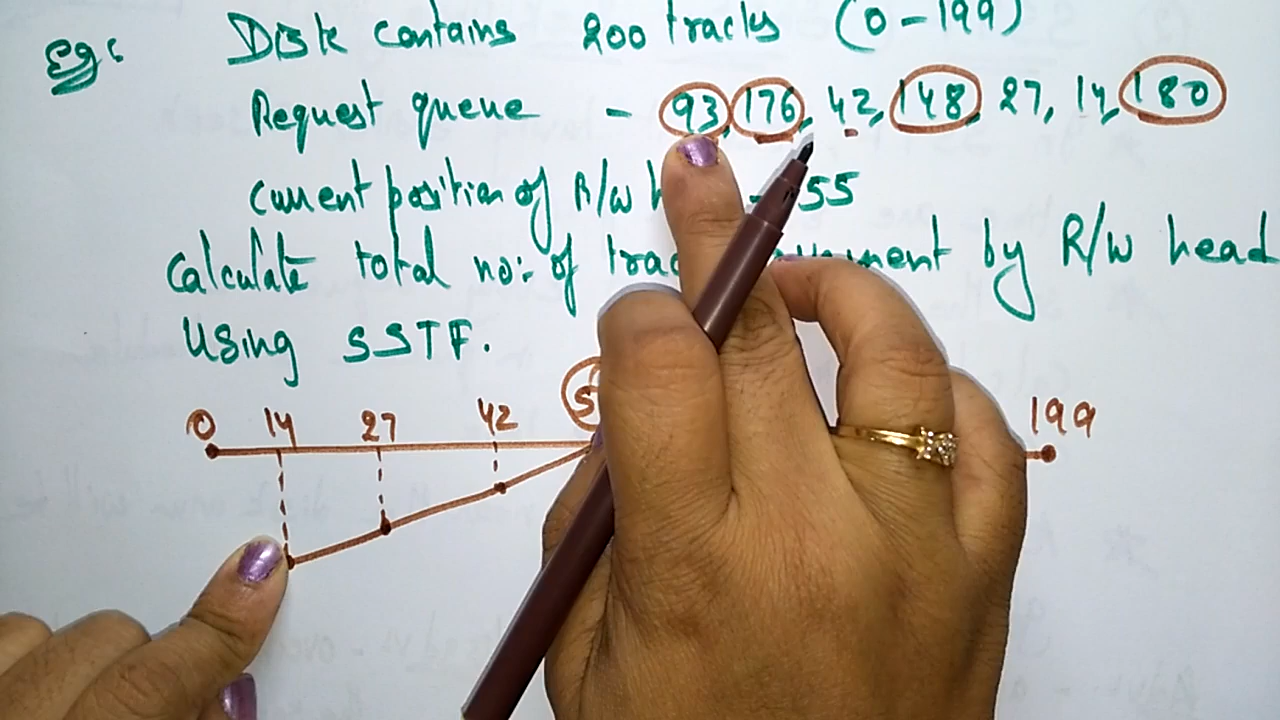 Eg: Disk contains 200 tracks (0-199)
Request queue - 93, 176, 42, 148, 27, 14, 180
Current position of R/W - 55
Calculate total no: of by R/W head
Using SSTF.
0 14 27 42 199